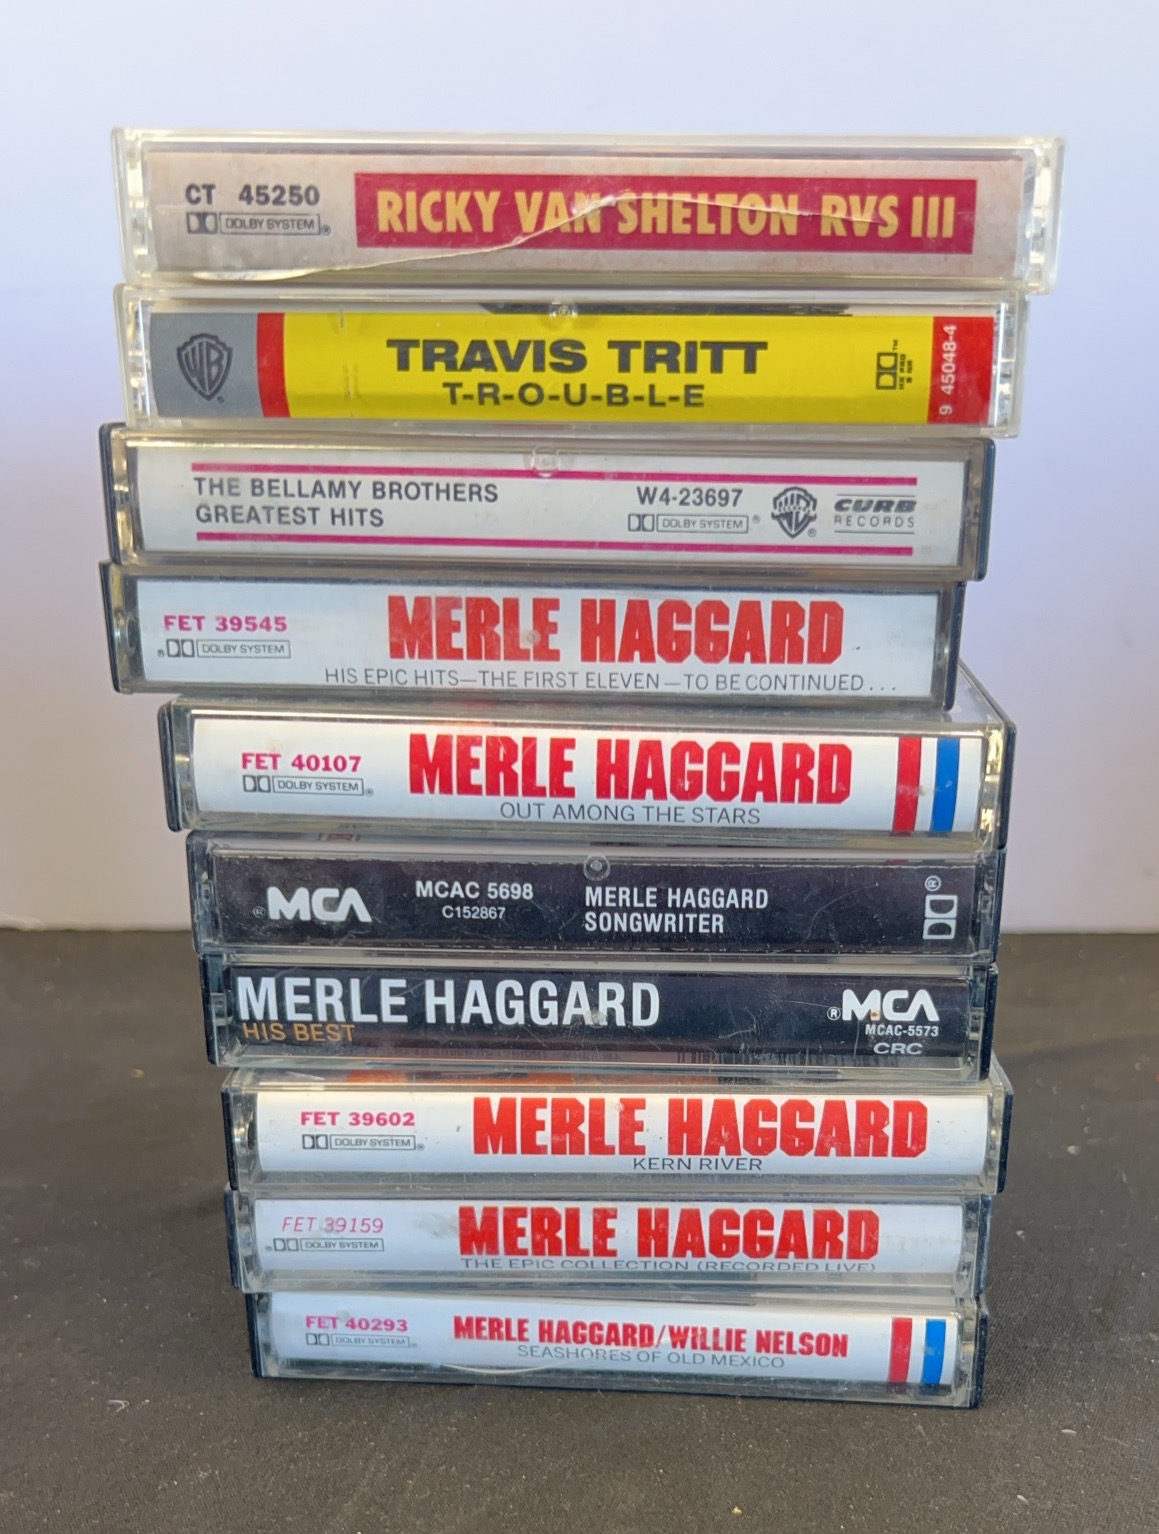 CT 45250
DOLBY SYSTEM®
RICKY VAN SHELTON RVS III
WB
TRAVIS TRITT
T-R-O-U-B-L-E
HX PRO
B NR
™
9 45048-4
THE BELLAMY BROTHERS
GREATEST HITS
W4-23697
DOLBY SYSTEM®
CURB
RECORDS
FET 39545
DOLBY SYSTEM
MERLE HAGGARD
HIS EPIC HITS—THE FIRST ELEVEN—TO BE CONTINUED...
FET 40107
DOLBY SYSTEM®
MERLE HAGGARD
OUT AMONG THE STARS
®MCA
MCAC 5698
C152867
MERLE HAGGARD
SONGWRITER
®
MERLE HAGGARD
HIS BEST
®MCA
MCAC-5573
CRC
FET 39602
DOLBY SYSTEM®
MERLE HAGGARD
KERN RIVER
FET 39159
DOLBY SYSTEM
MERLE HAGGARD
THE EPIC COLLECTION (RECORDED LIVE)
FET 40293
DOLBY SYSTEM®
MERLE HAGGARD/WILLIE NELSON
SEASHORES OF OLD MEXICO